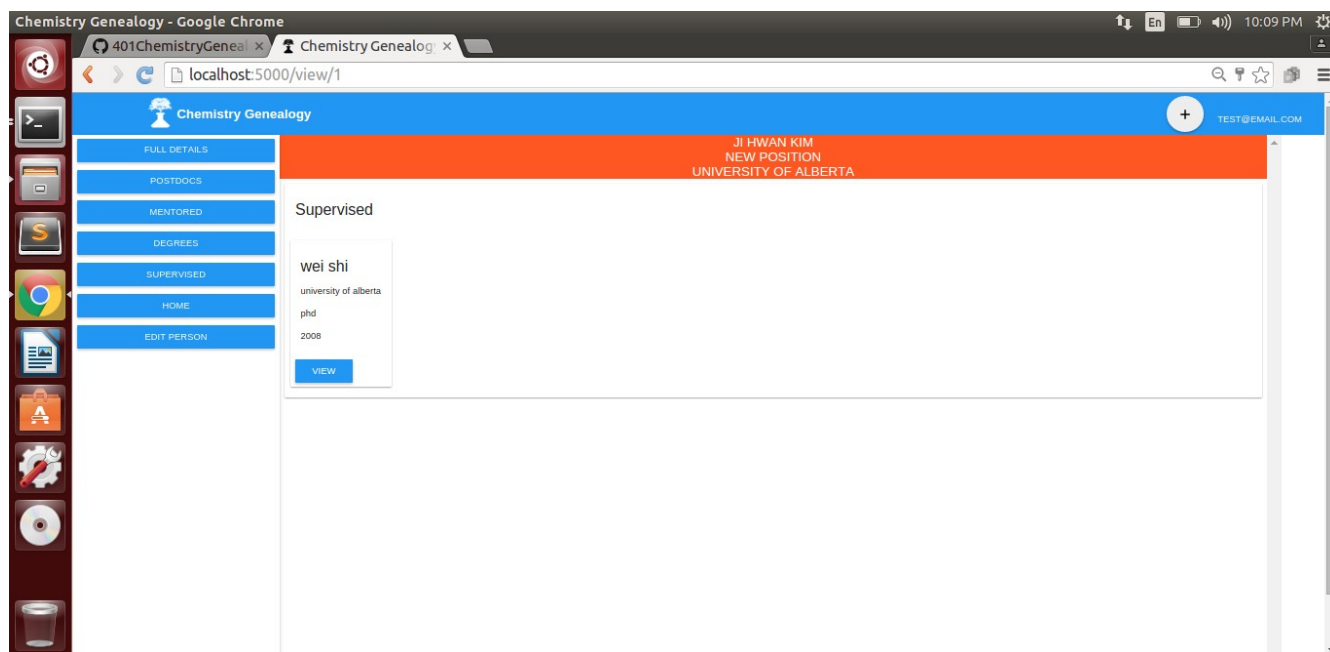 Chemistry Genealogy - Google Chrome
En
10:09 PM
401ChemistryGeneal
Chemistry Genealog
localhost:5000/view/1
Chemistry Genealogy
+
TEST@EMAIL.COM
FULL DETAILS
POSTDOCS
MENTORED
DEGREES
SUPERVISED
HOME
EDIT PERSON
JI HWAN KIM
NEW POSITION
UNIVERSITY OF ALBERTA
Supervised
wei shi
university of alberta
phd
2008
VIEW